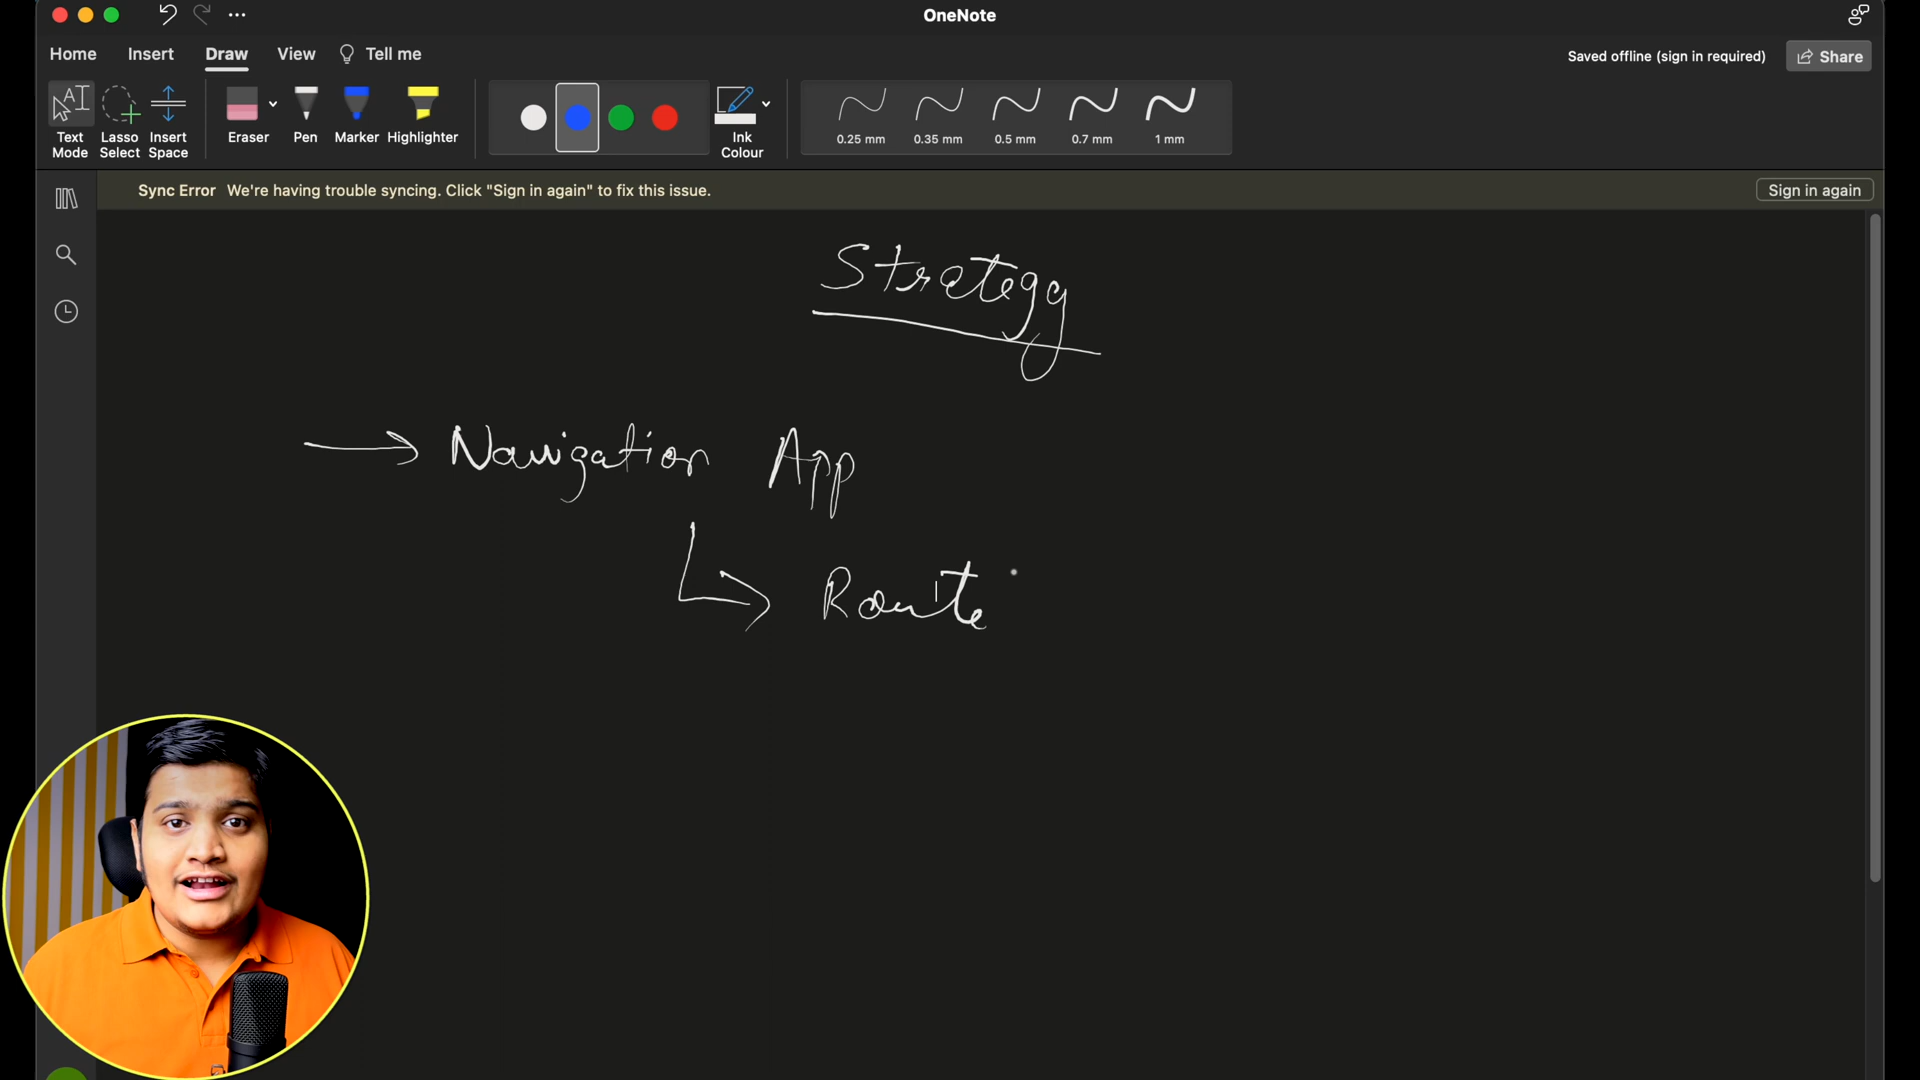 OneNote
Home Insert Draw View Tell me
Saved offline (sign in required) Share
Text Mode
Lasso Select
Insert Space
Eraser
Pen
Marker
Highlighter
Ink Colour
0.25 mm
0.35 mm
0.5 mm
0.7 mm
1 mm
Sync Error We're having trouble syncing. Click "Sign in again" to fix this issue. Sign in again
Strategy
→ Navigation App
Route